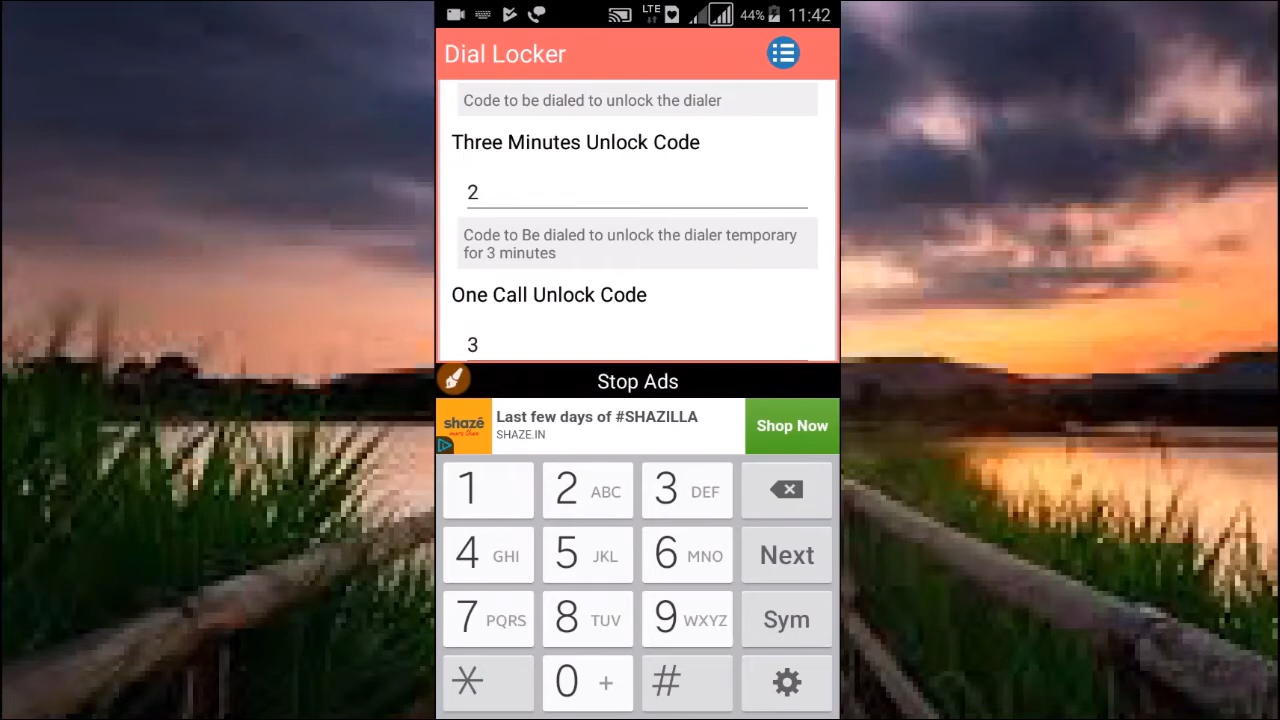 LTE 44% 11:42
Dial Locker
Code to be dialed to unlock the dialer
Three Minutes Unlock Code
2
Code to Be dialed to unlock the dialer temporary
for 3 minutes
One Call Unlock Code
3
Stop Ads
shazé
more than
Last few days of #SHAZILLA
SHAZE.IN
Shop Now
1 2 ABC 3 DEF
4 GHI 5 JKL 6 MNO Next
7 PQRS 8 TUV 9 WXYZ Sym
* 0 + #